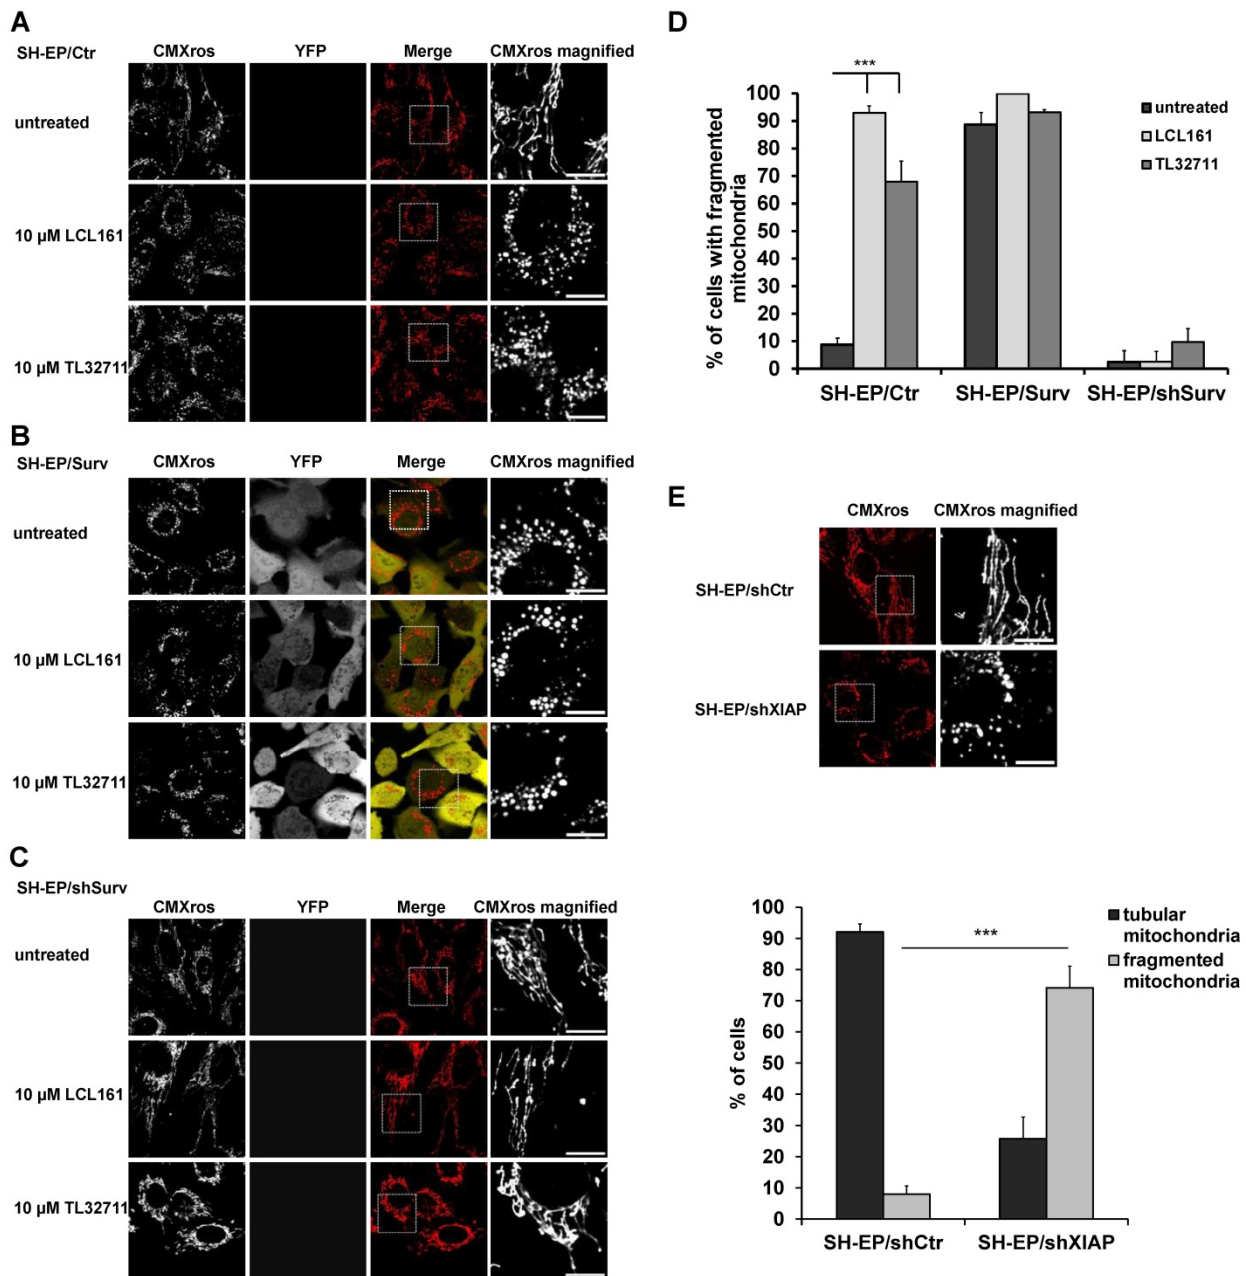 A
SH-EP/Ctr
CMXros YFP Merge CMXros magnified
untreated
10 µM LCL161
10 µM TL32711
B
SH-EP/Surv
CMXros YFP Merge CMXros magnified
untreated
10 µM LCL161
10 µM TL32711
C
SH-EP/shSurv
CMXros YFP Merge CMXros magnified
untreated
10 µM LCL161
10 µM TL32711
D
***
% of cells with fragmented
mitochondria
100
90
80
70
60
50
40
30
20
10
0
untreated
LCL161
TL32711
SH-EP/Ctr SH-EP/Surv SH-EP/shSurv
E
CMXros CMXros magnified
SH-EP/shCtr
SH-EP/shXIAP
% of cells
100
90
80
70
60
50
40
30
20
10
0
***
tubular
mitochondria
fragmented
mitochondria
SH-EP/shCtr SH-EP/shXIAP